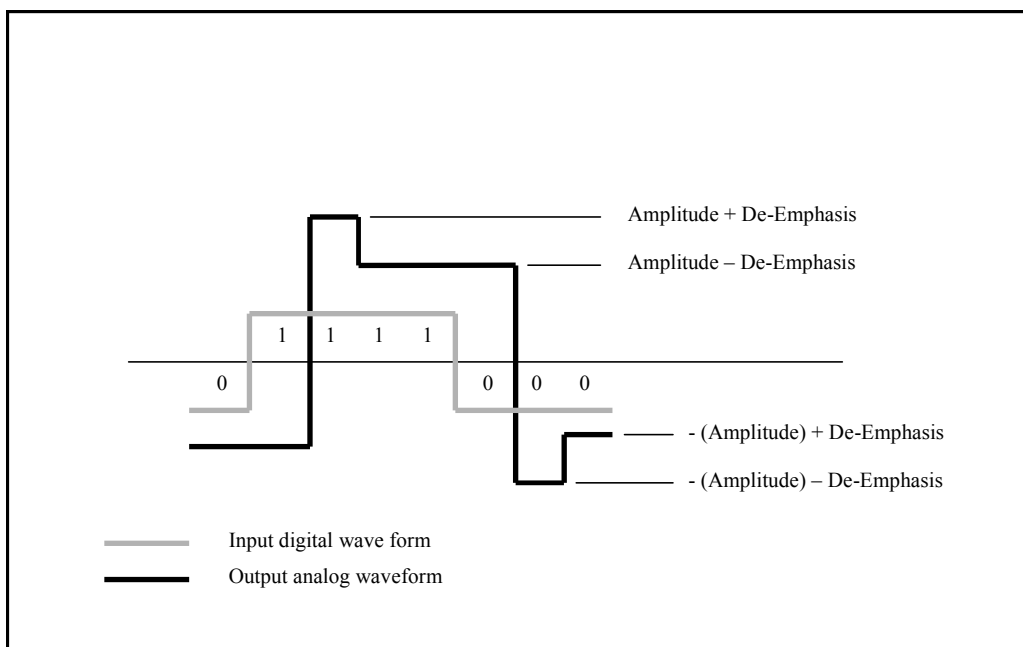 Amplitude + De-Emphasis
Amplitude – De-Emphasis
1 1 1 1
0 0 0 0
- (Amplitude) + De-Emphasis
- (Amplitude) – De-Emphasis
Input digital wave form
Output analog waveform